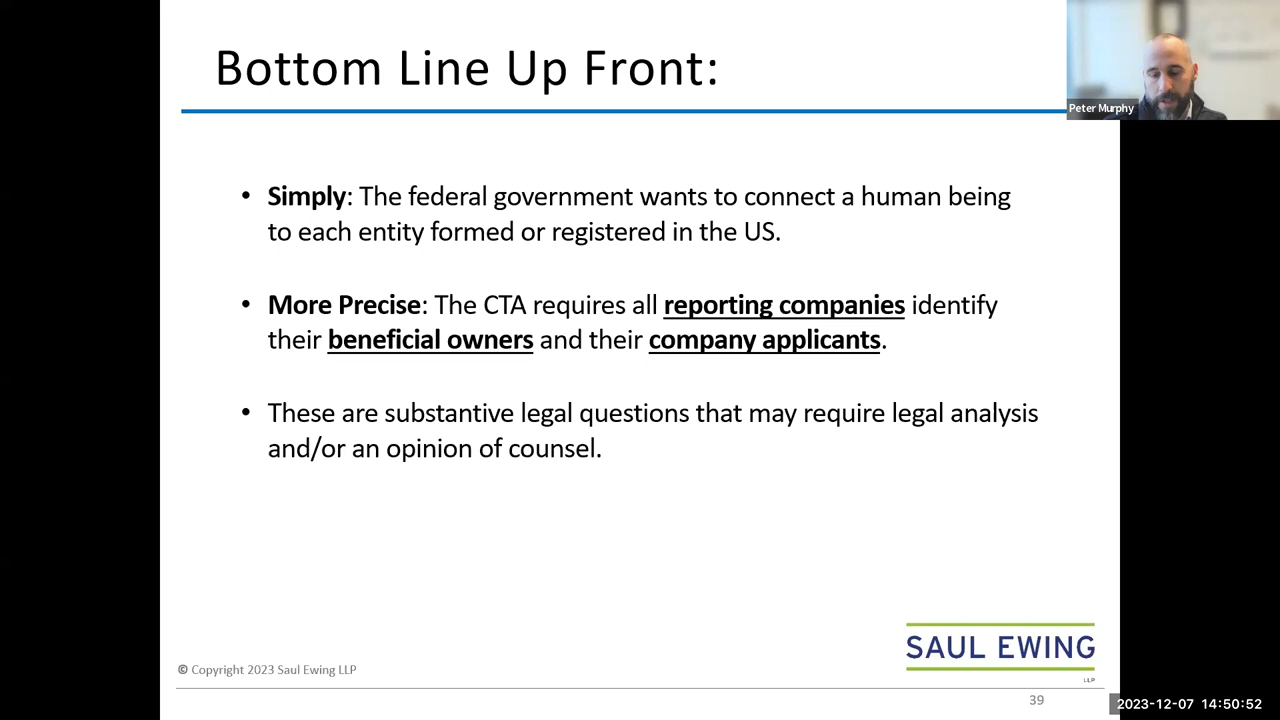 Bottom Line Up Front:
Peter Murphy
• Simply: The federal government wants to connect a human being
to each entity formed or registered in the US.
• More Precise: The CTA requires all reporting companies identify
their beneficial owners and their company applicants.
• These are substantive legal questions that may require legal analysis
and/or an opinion of counsel.
SAUL EWING
LLP
© Copyright 2023 Saul Ewing LLP
39
2023-12-07 14:50:52